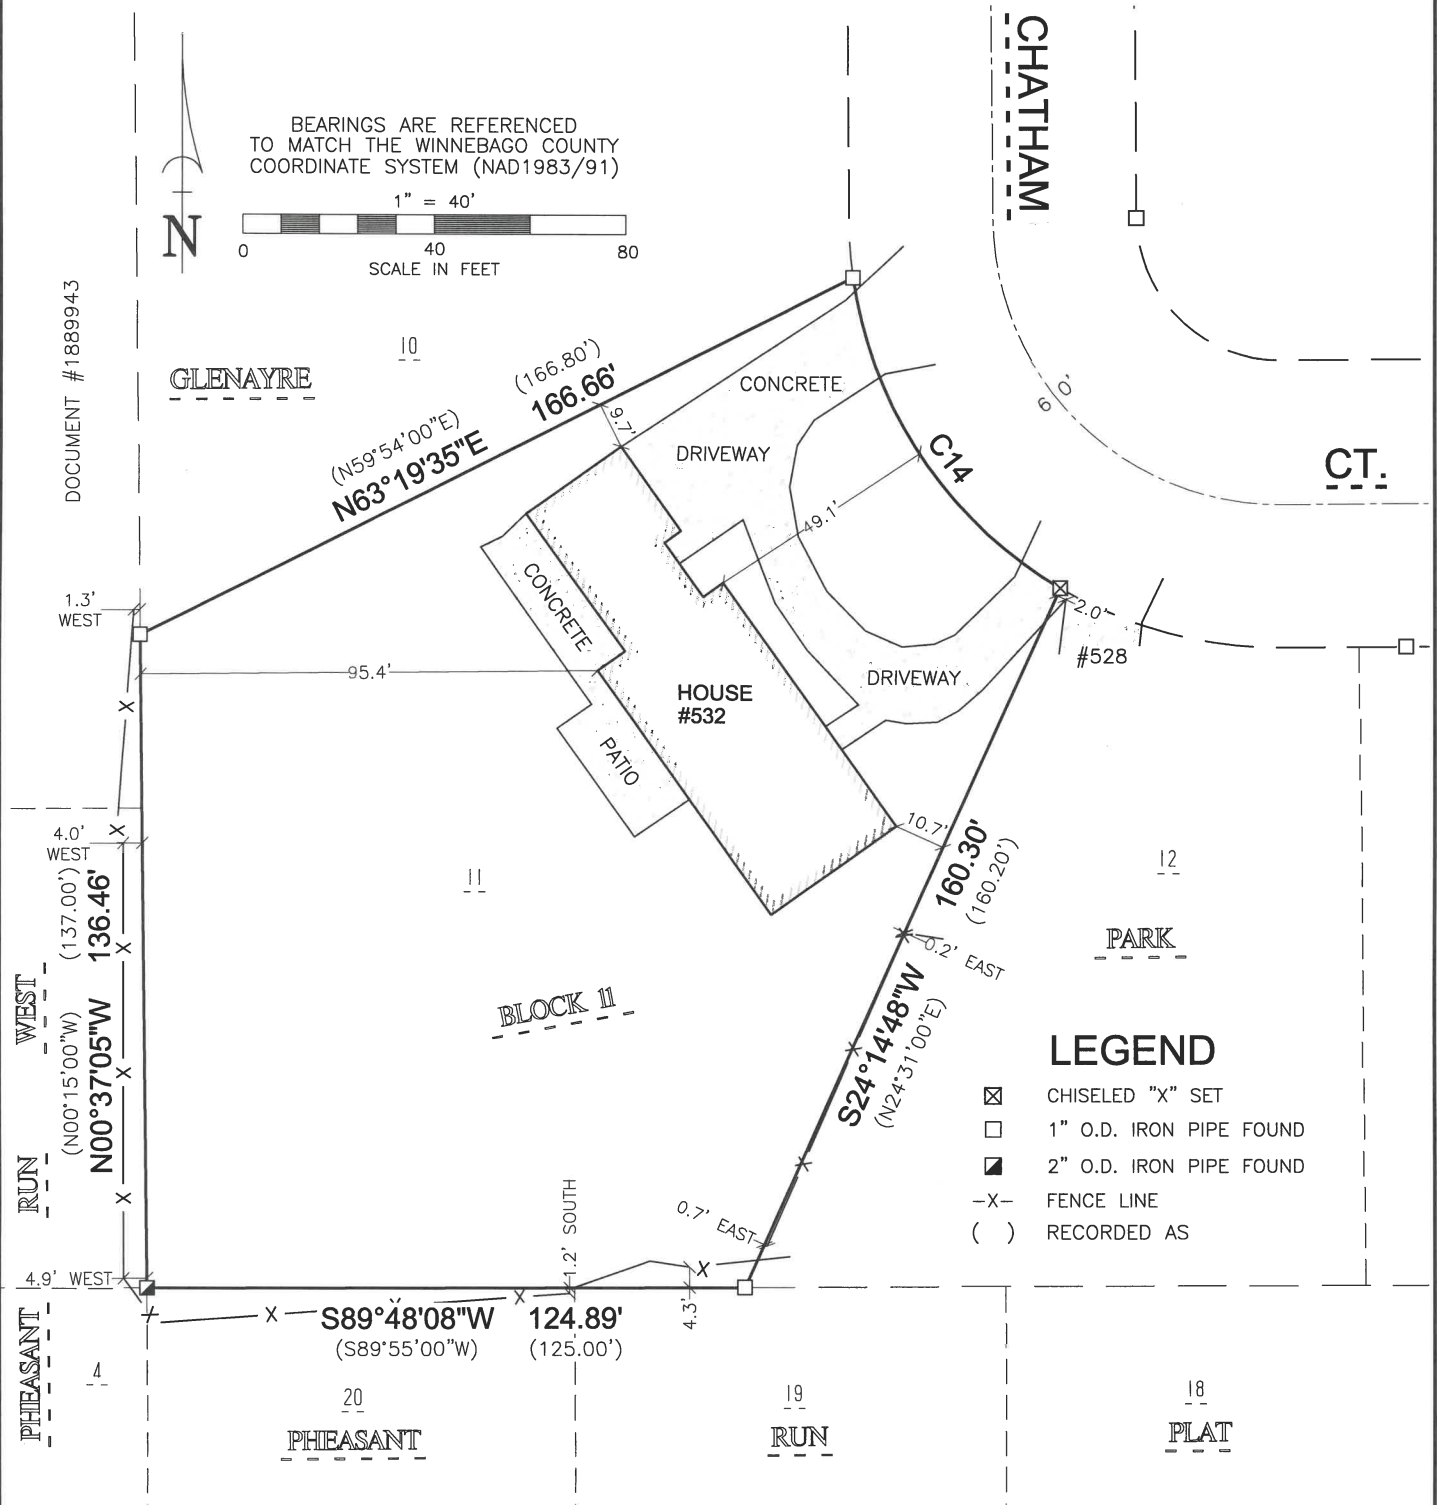 CHATHAM
BEARINGS ARE REFERENCED
TO MATCH THE WINNEBAGO COUNTY
COORDINATE SYSTEM (NAD1983/91)
1" = 40'
N
0
40
80
SCALE IN FEET
DOCUMENT #1889943
10
GLENAYRE
(166.80')
166.66'
(N59°54'00"E)
N63°19'35"E
9.7'
CONCRETE
DRIVEWAY
C14
CT.
49.1'
1.3'
WEST
CONCRETE
2.0'
#528
95.4'
DRIVEWAY
HOUSE
#532
PATIO
4.0'
WEST
10.7'
160.30'
(160.20')
12
11
(137.00')
136.46'
X
X
X
X
X
0.2' EAST
PARK
WEST
BLOCK 11
S24°14'48"W
(N24°31'00"E)
(N00°15'00"W)
N00°37'05"W
LEGEND
CHISELED "X" SET
1" O.D. IRON PIPE FOUND
2" O.D. IRON PIPE FOUND
-X- FENCE LINE
( ) RECORDED AS
RUN
1.2' SOUTH
0.7' EAST
4.9' WEST
X
X
X
S89°48'08"W 124.89'
(S89°55'00"W) (125.00')
4.3'
PHEASANT
4
20
19
18
PHEASANT
RUN
PLAT